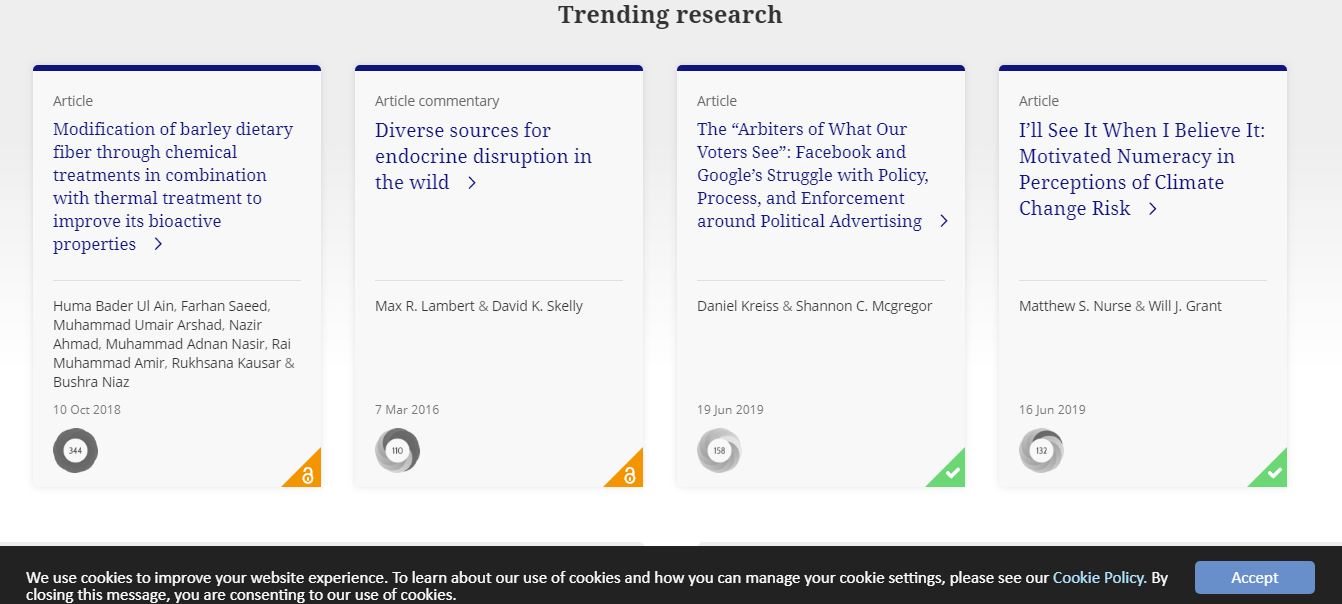 Trending research
Article
Modification of barley dietary
fiber through chemical
treatments in combination
with thermal treatment to
improve its bioactive
properties
Huma Bader Ul Ain, Farhan Saeed,
Muhammad Umair Arshad, Nazir
Ahmad, Muhammad Adnan Nasir, Rai
Muhammad Amir, Rukhsana Kausar &
Bushra Niaz
10 Oct 2018
344
Article commentary
Diverse sources for
endocrine disruption in
the wild
Max R. Lambert & David K. Skelly
7 Mar 2016
110
Article
The “Arbiters of What Our
Voters See”: Facebook and
Google’s Struggle with Policy,
Process, and Enforcement
around Political Advertising
Daniel Kreiss & Shannon C. Mcgregor
19 Jun 2019
158
Article
I’ll See It When I Believe It:
Motivated Numeracy in
Perceptions of Climate
Change Risk
Matthew S. Nurse & Will J. Grant
16 Jun 2019
132
We use cookies to improve your website experience. To learn about our use of cookies and how you can manage your cookie settings, please see our Cookie Policy. By
closing this message, you are consenting to our use of cookies.
Accept